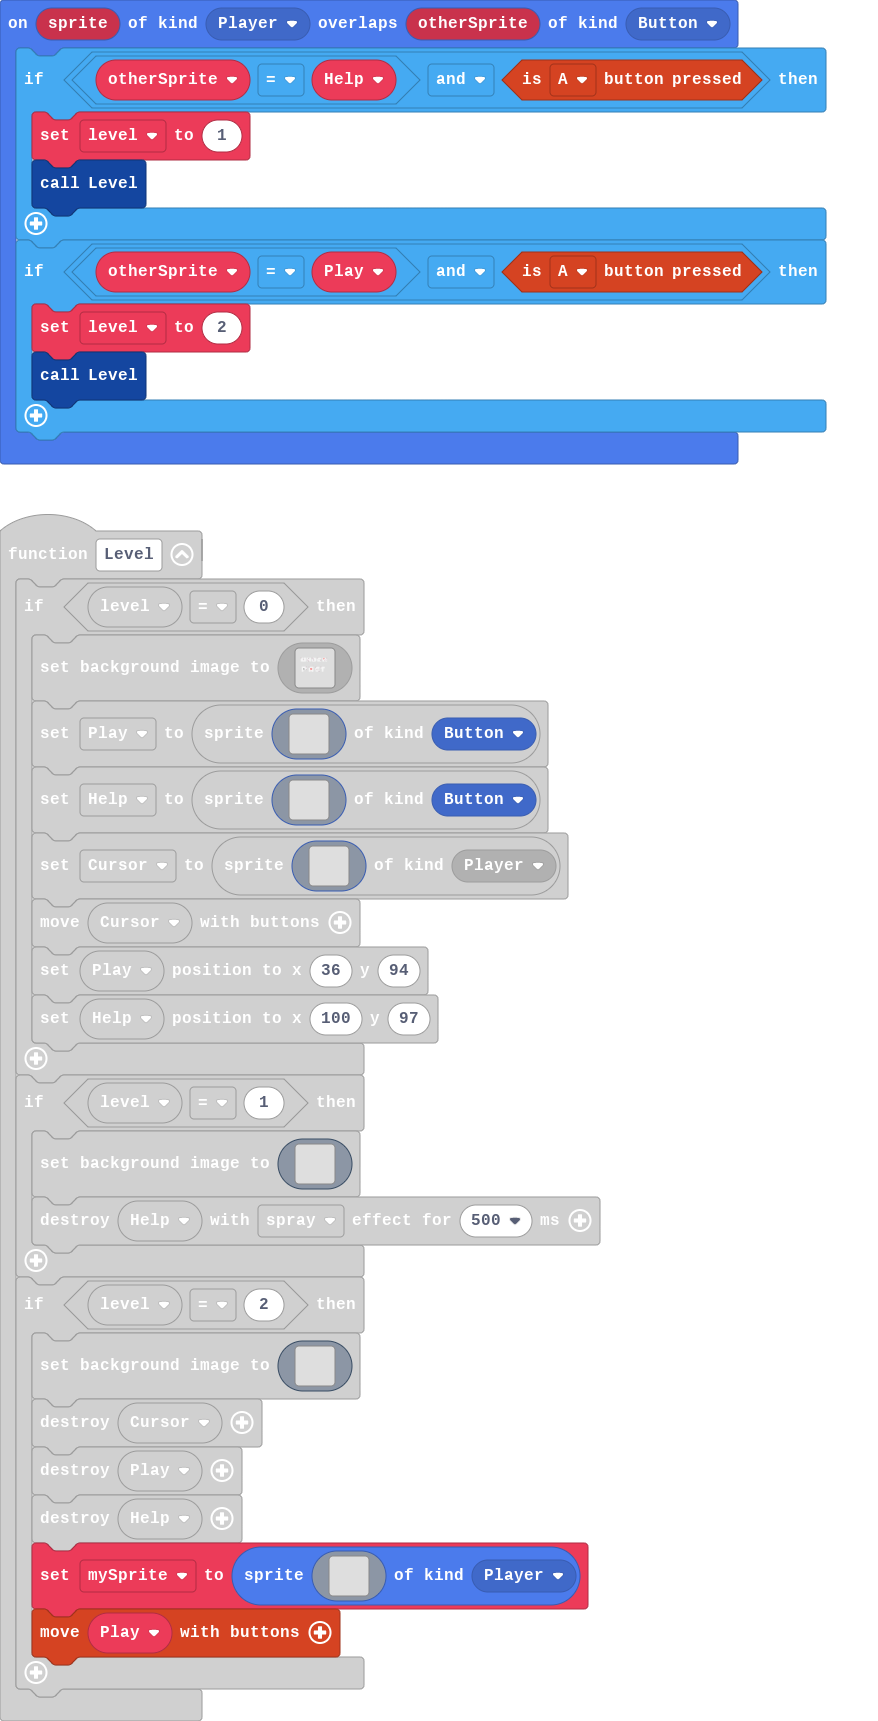 on sprite of kind Player overlaps otherSprite of kind Button
if otherSprite = Help and is A button pressed then
set level to 1
call Level
if otherSprite = Play and is A button pressed then
set level to 2
call Level
function Level
if level = 0 then
set background image to
set Play to sprite of kind Button
set Help to sprite of kind Button
set Cursor to sprite of kind Player
move Cursor with buttons
set Play position to x 36 y 94
set Help position to x 100 y 97
if level = 1 then
set background image to
destroy Help with spray effect for 500 ms
if level = 2 then
set background image to
destroy Cursor
destroy Play
destroy Help
set mySprite to sprite of kind Player
move Play with buttons